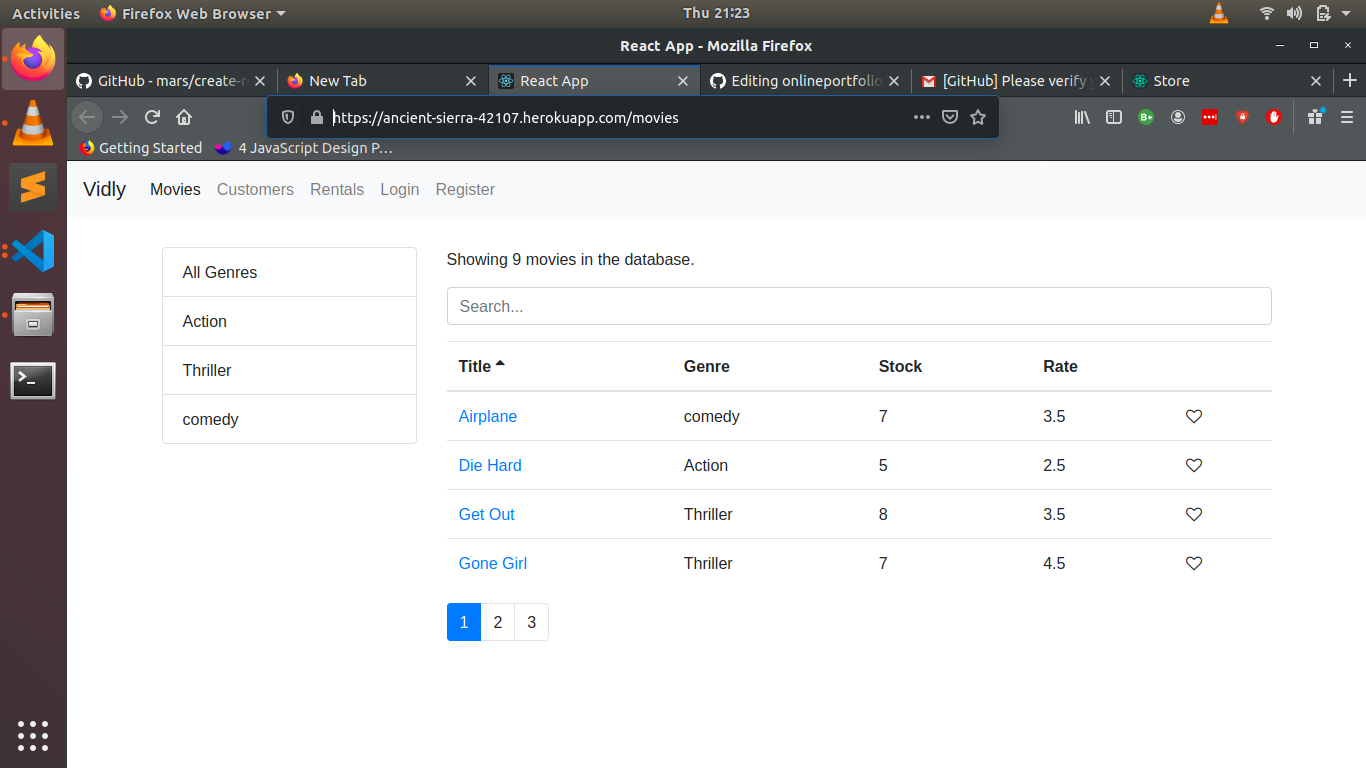 Activities Firefox Web Browser Thu 21:23
React App - Mozilla Firefox
GitHub - mars/create-r New Tab React App Editing onlineportfolio [GitHub] Please verify Store
https://ancient-sierra-42107.herokuapp.com/movies
Getting Started 4 JavaScript Design P...
Vidly Movies Customers Rentals Login Register
All Genres
Action
Thriller
comedy
Showing 9 movies in the database.
Search...
Title Genre Stock Rate
Airplane comedy 7 3.5
Die Hard Action 5 2.5
Get Out Thriller 8 3.5
Gone Girl Thriller 7 4.5
1 2 3